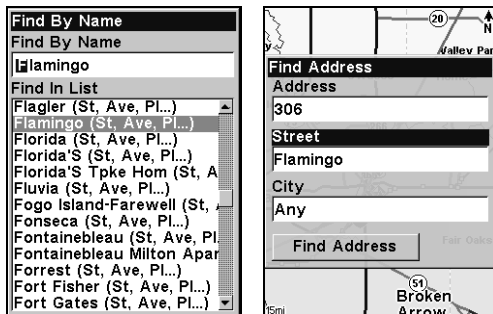 Find By Name
Find By Name
Flamingo
Find In List
Flagler (St, Ave, Pl...)
Flamingo (St, Ave, Pl...)
Florida (St, Ave, Pl...)
Florida'S (St, Ave, Pl...)
Florida'S Tpke Hom (St, A
Fluvia (St, Ave, Pl...)
Fogo Island-Farewell (St, A
Fonseca (St, Ave, Pl...)
Fontainebleau (St, Ave, Pl.
Fontainebleau Milton Apar
Forrest (St, Ave, Pl...)
Fort Fisher (St, Ave, Pl...)
Fort Gates (St, Ave, Pl...)
20
N
Valley Par
Find Address
Address
306
Street
Flamingo
City
Any
Find Address
Fair Oaks
51
Broken
Arrow
15mi